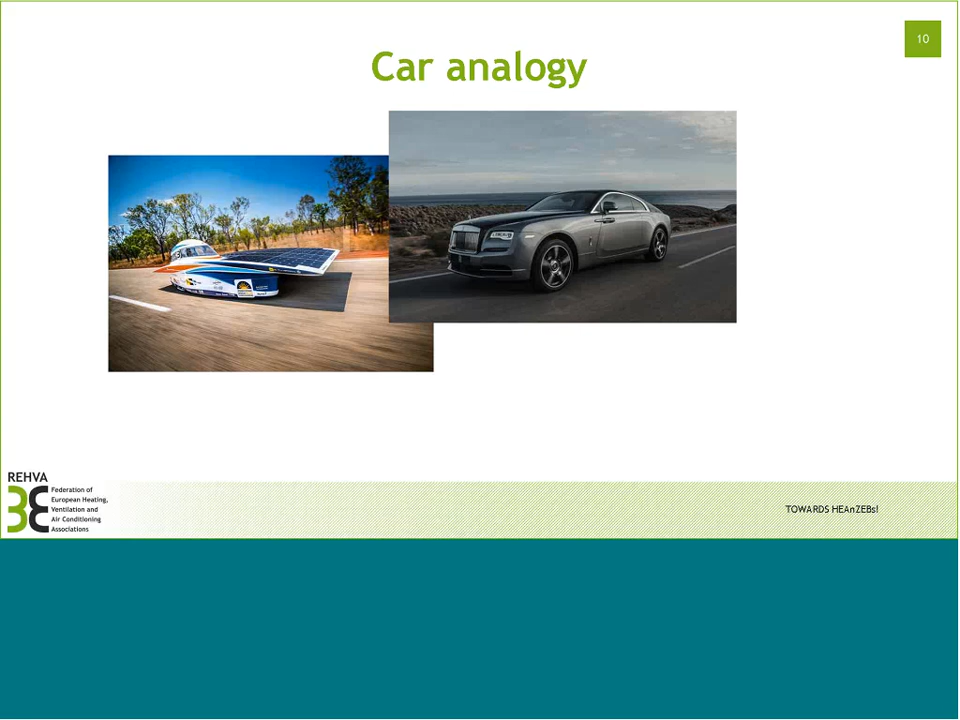 10
Car analogy
REHVA
Federation of
European Heating,
Ventilation and
Air Conditioning
Associations
TOWARDS HEAnZEBs!